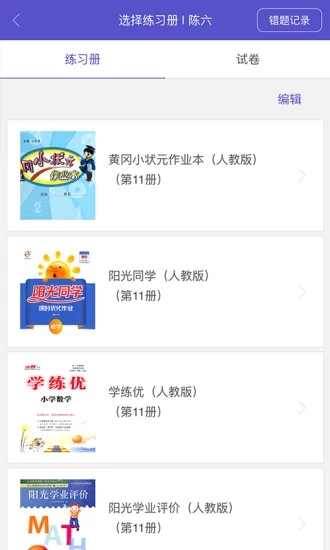 选择练习册 | 陈六
错题记录
练习册
试卷
编辑
黄冈小状元作业本（人教版）
（第11册）
冈小状元
作业本
阳光同学（人教版）
（第11册）
阳光同学
课时优化作业
数学
学练优（人教版）
（第11册）
学练优
小学数学
阳光学业评价（人教版）
（第11册）
阳光学业评价
MATH